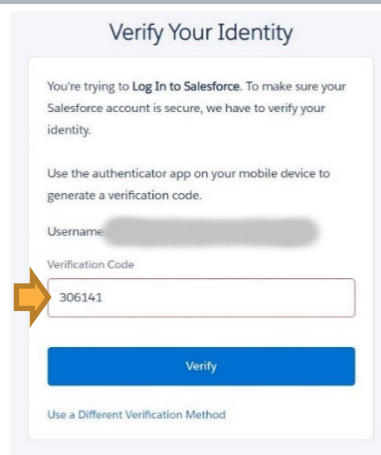 Verify Your Identity
You're trying to Log In to Salesforce. To make sure your
Salesforce account is secure, we have to verify your
identity.
Use the authenticator app on your mobile device to
generate a verification code.
Username
Verification Code
306141
Verify
Use a Different Verification Method